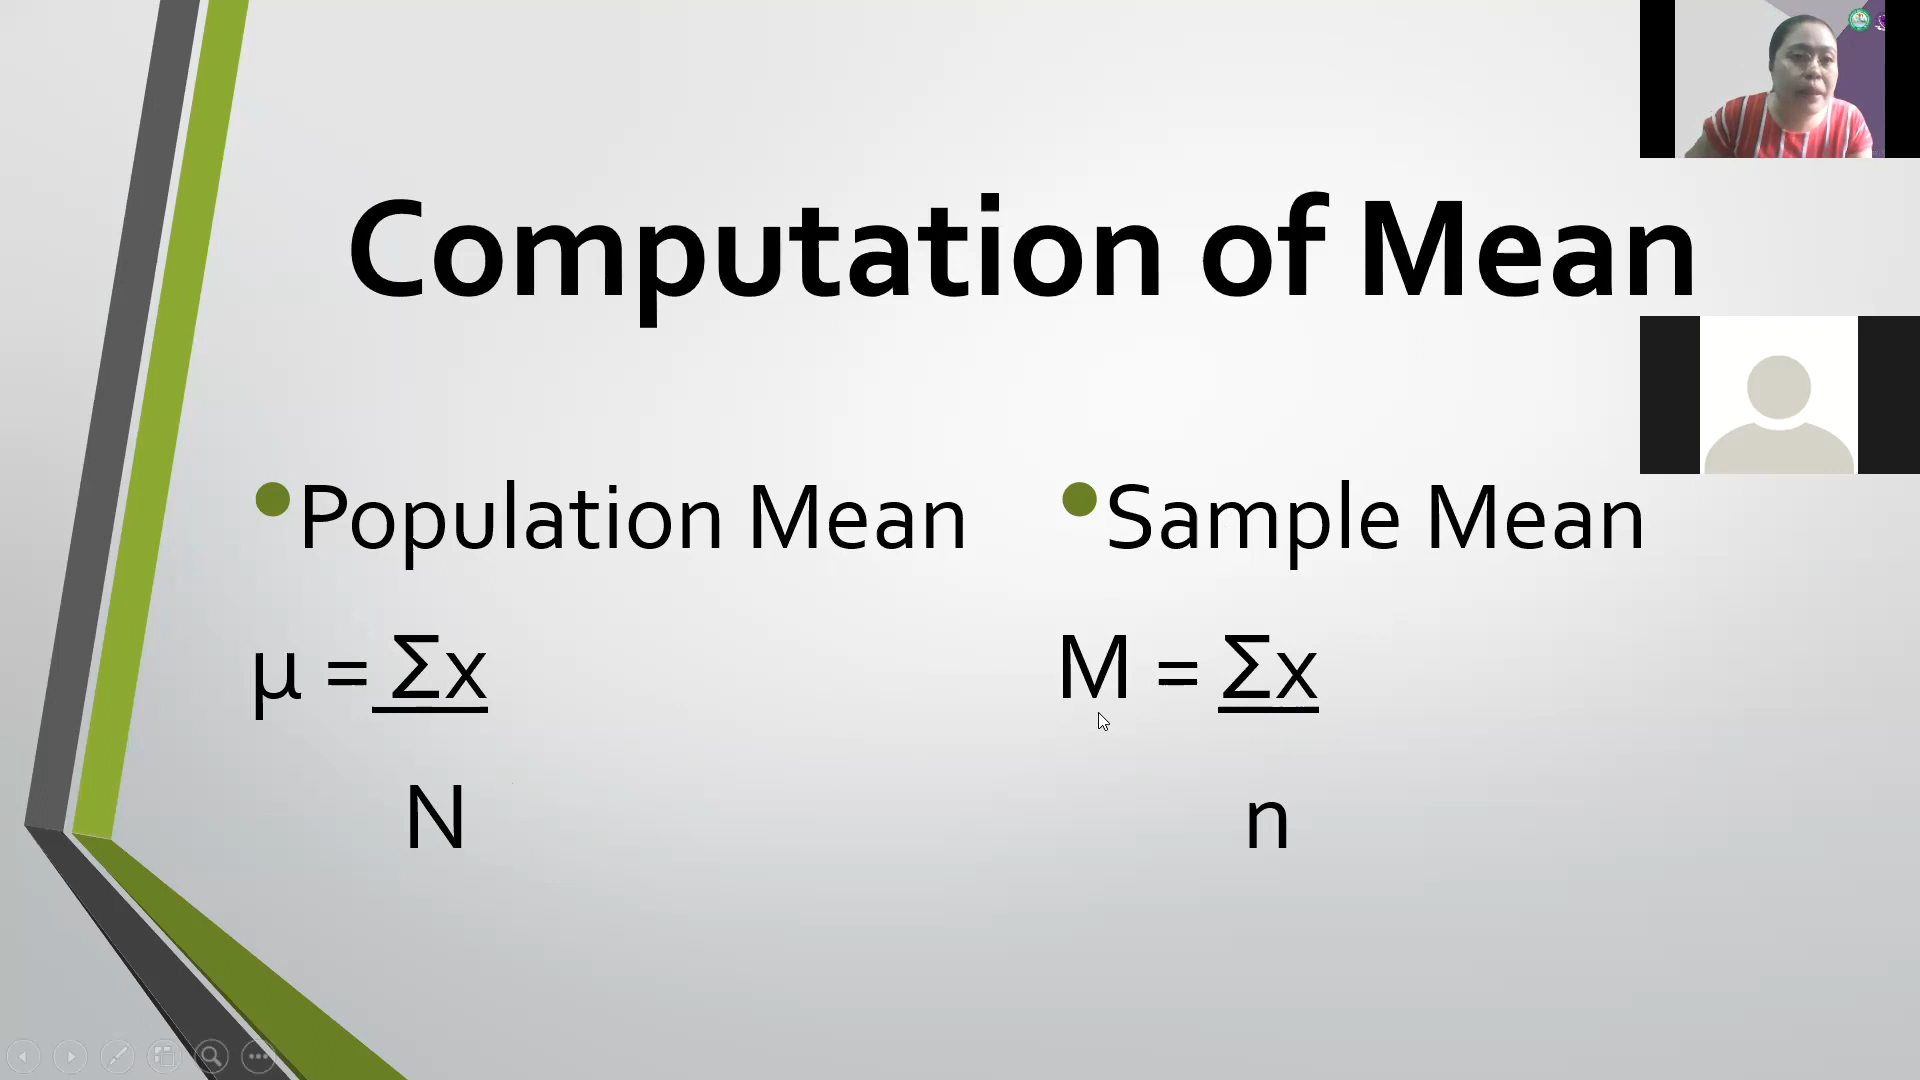 Computation of Mean
•Population Mean
μ = Σx
N
•Sample Mean
M = Σx
n